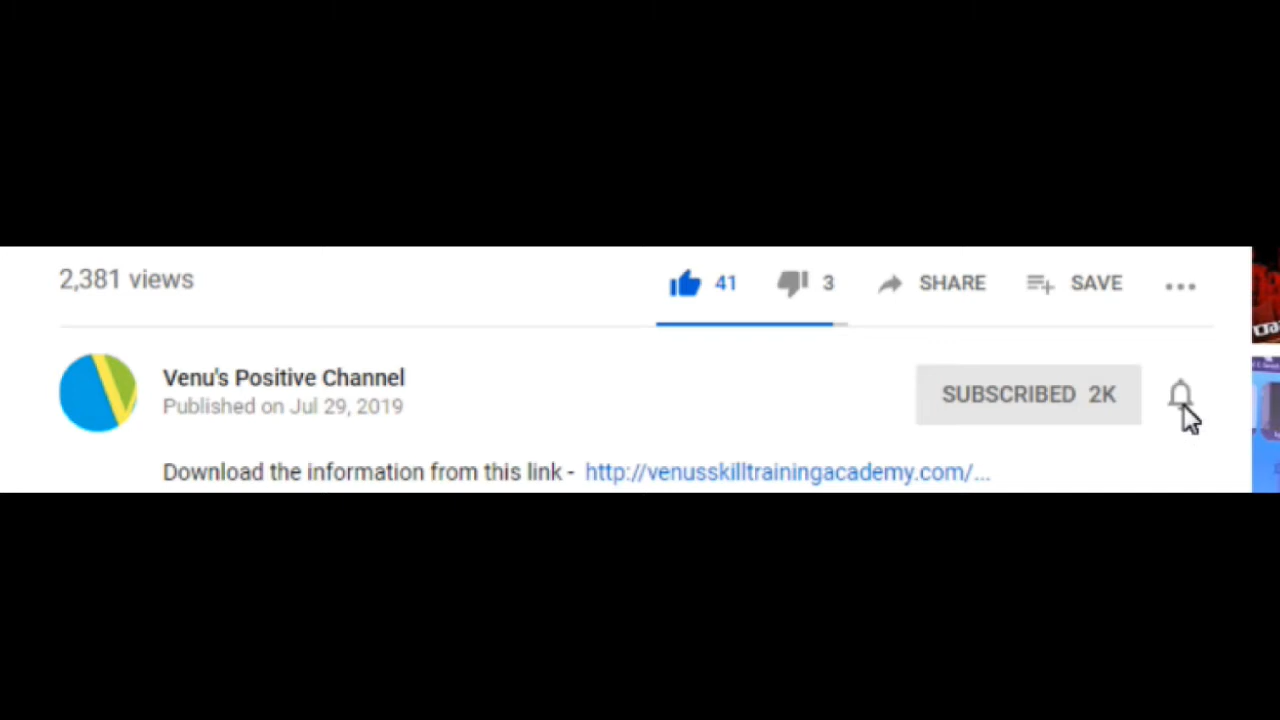 2,381 views
41 3 SHARE SAVE
Venu's Positive Channel
Published on Jul 29, 2019
SUBSCRIBED 2K
Download the information from this link - http://venusskilltrainingacademy.com/...